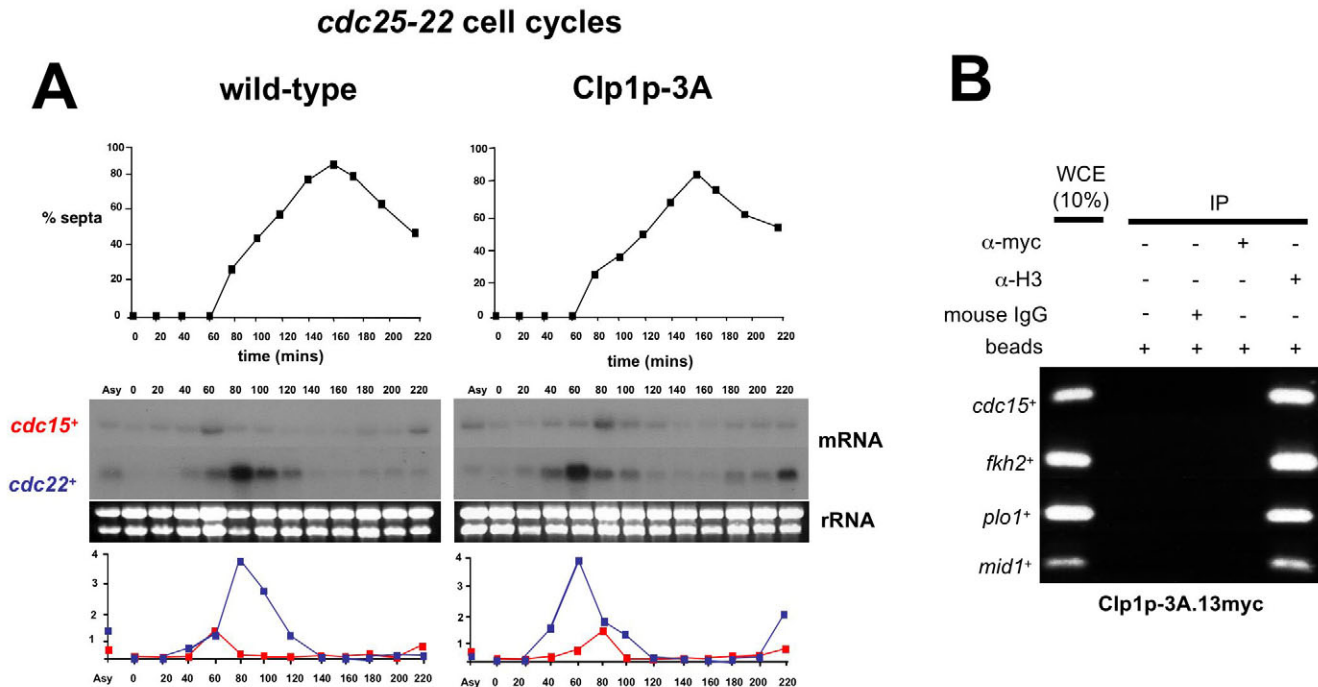 cdc25-22 cell cycles
A
wild-type
Clp1p-3A
100
80
60
40
20
0
% septa
0 20 40 60 80 100 120 140 160 180 200 220
time (mins)
100
80
60
40
20
0
0 20 40 60 80 100 120 140 160 180 200 220
time (mins)
Asy 0 20 40 60 80 100 120 140 160 180 200 220
Asy 0 20 40 60 80 100 120 140 160 180 200 220
cdc15+
cdc22+
mRNA
rRNA
4
3
2
1
Asy 0 20 40 60 80 100 120 140 160 180 200 220
4
3
2
1
Asy 0 20 40 60 80 100 120 140 160 180 200 220
B
WCE
(10%)
IP
α-myc - - + -
α-H3 - - - +
mouse IgG - + - -
beads + + + +
cdc15+
fkh2+
plo1+
mid1+
Clp1p-3A.13myc